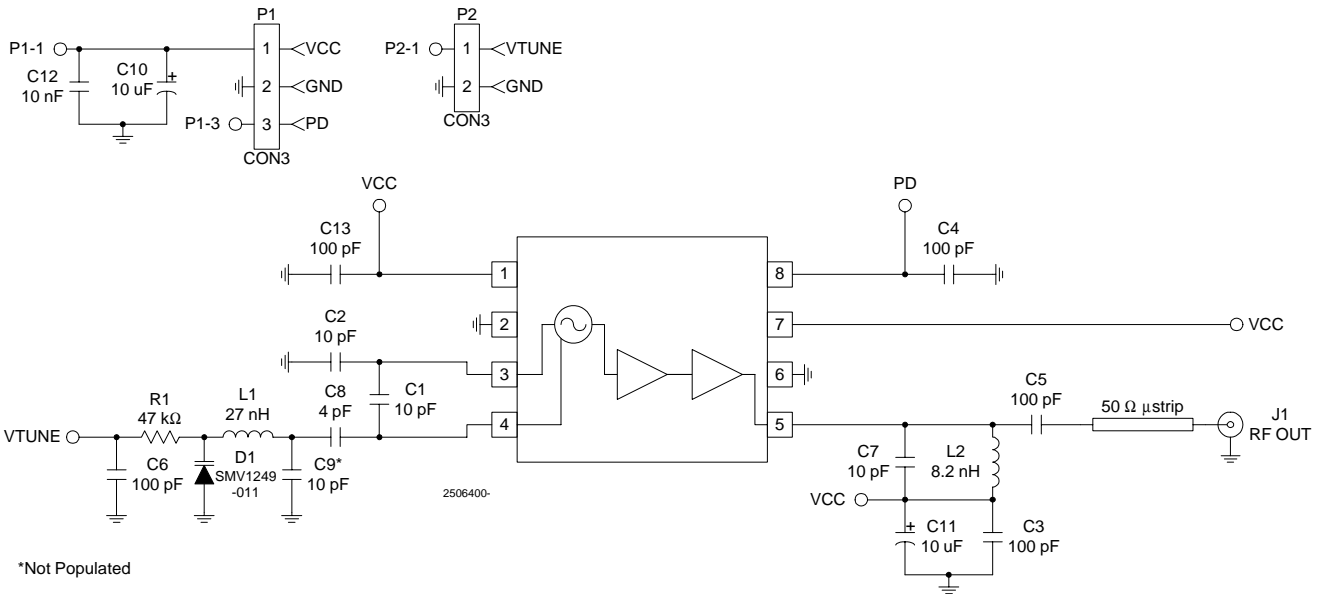 P1
P1-1
1
VCC
C12
10 nF
C10
10 uF
+
2
GND
P1-3
3
PD
CON3
P2
P2-1
1
VTUNE
2
GND
CON3
VCC
C13
100 pF
1
2
C2
10 pF
3
C1
10 pF
C8
4 pF
4
R1
47 kΩ
L1
27 nH
VTUNE
C6
100 pF
D1
SMV1249
-011
C9*
10 pF
2506400-
PD
C4
100 pF
8
7
VCC
6
5
C5
100 pF
50 Ω µstrip
J1
RF OUT
C7
10 pF
L2
8.2 nH
VCC
+
C11
10 uF
C3
100 pF
*Not Populated